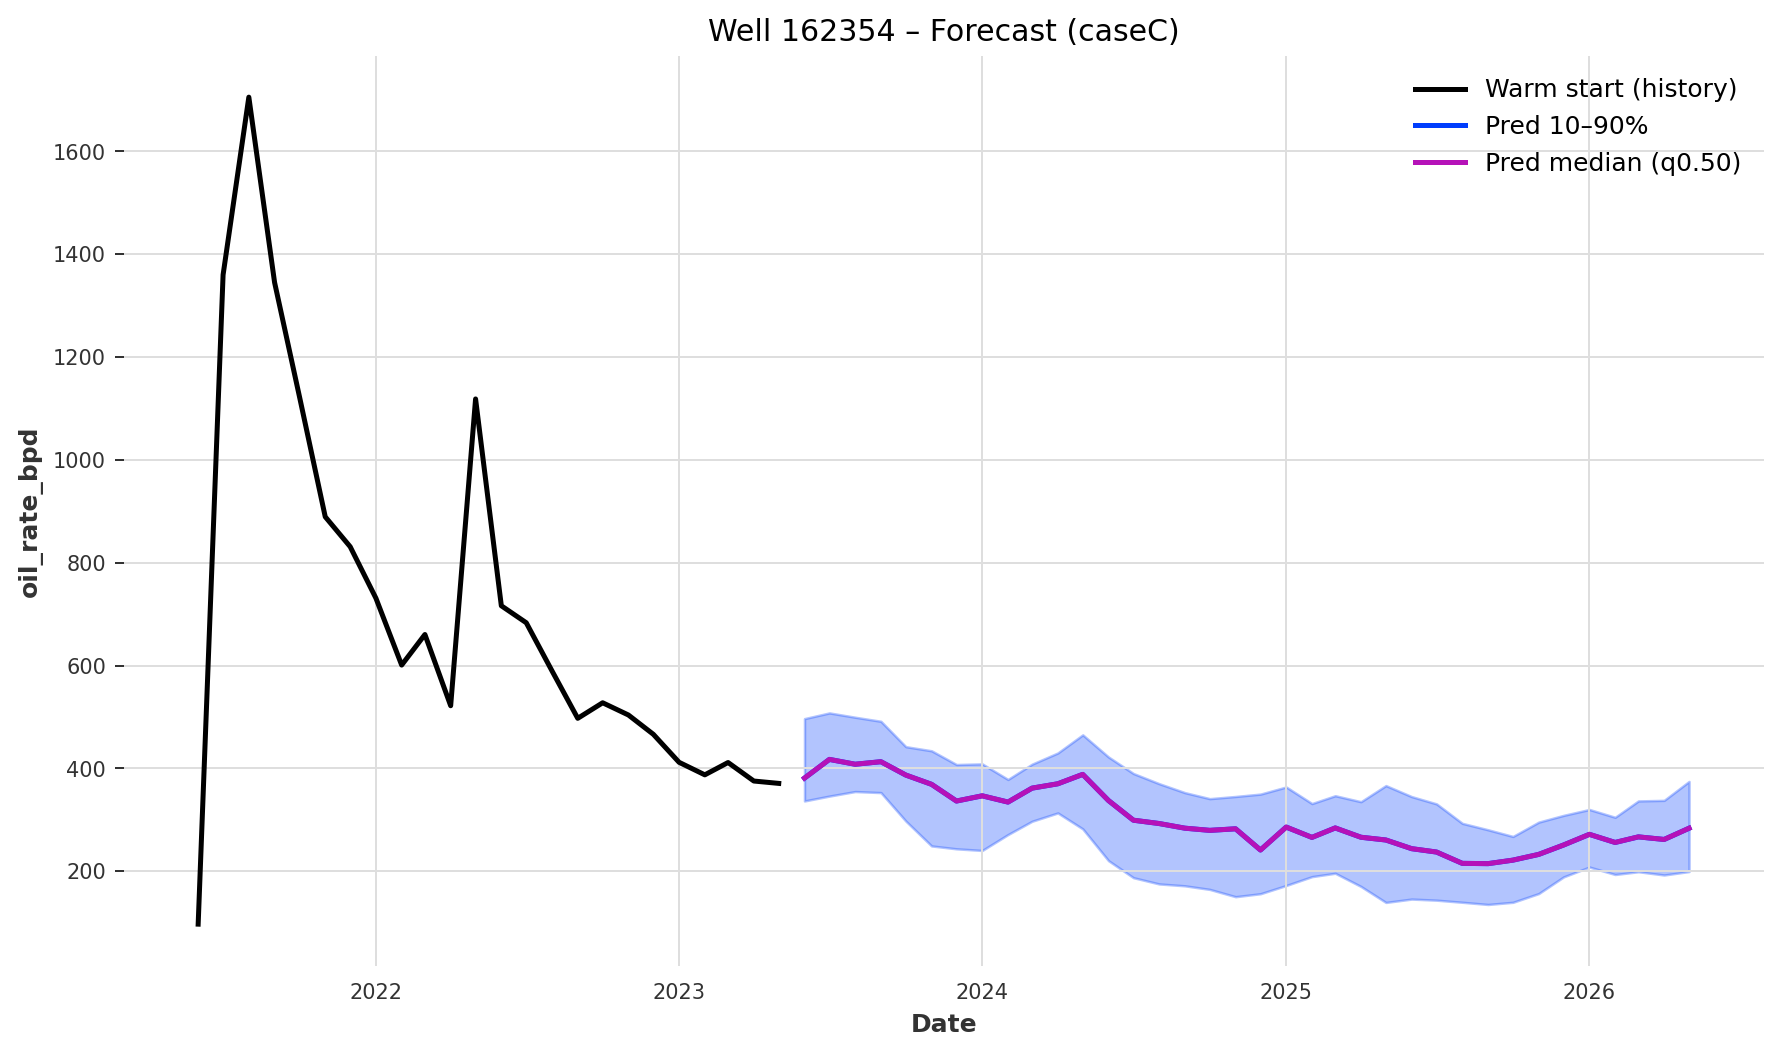 Well 162354 – Forecast (caseC)
Warm start (history)
Pred 10–90%
Pred median (q0.50)
oil_rate_bpd
1600
1400
1200
1000
800
600
400
200
2022
2023
2024
2025
2026
Date